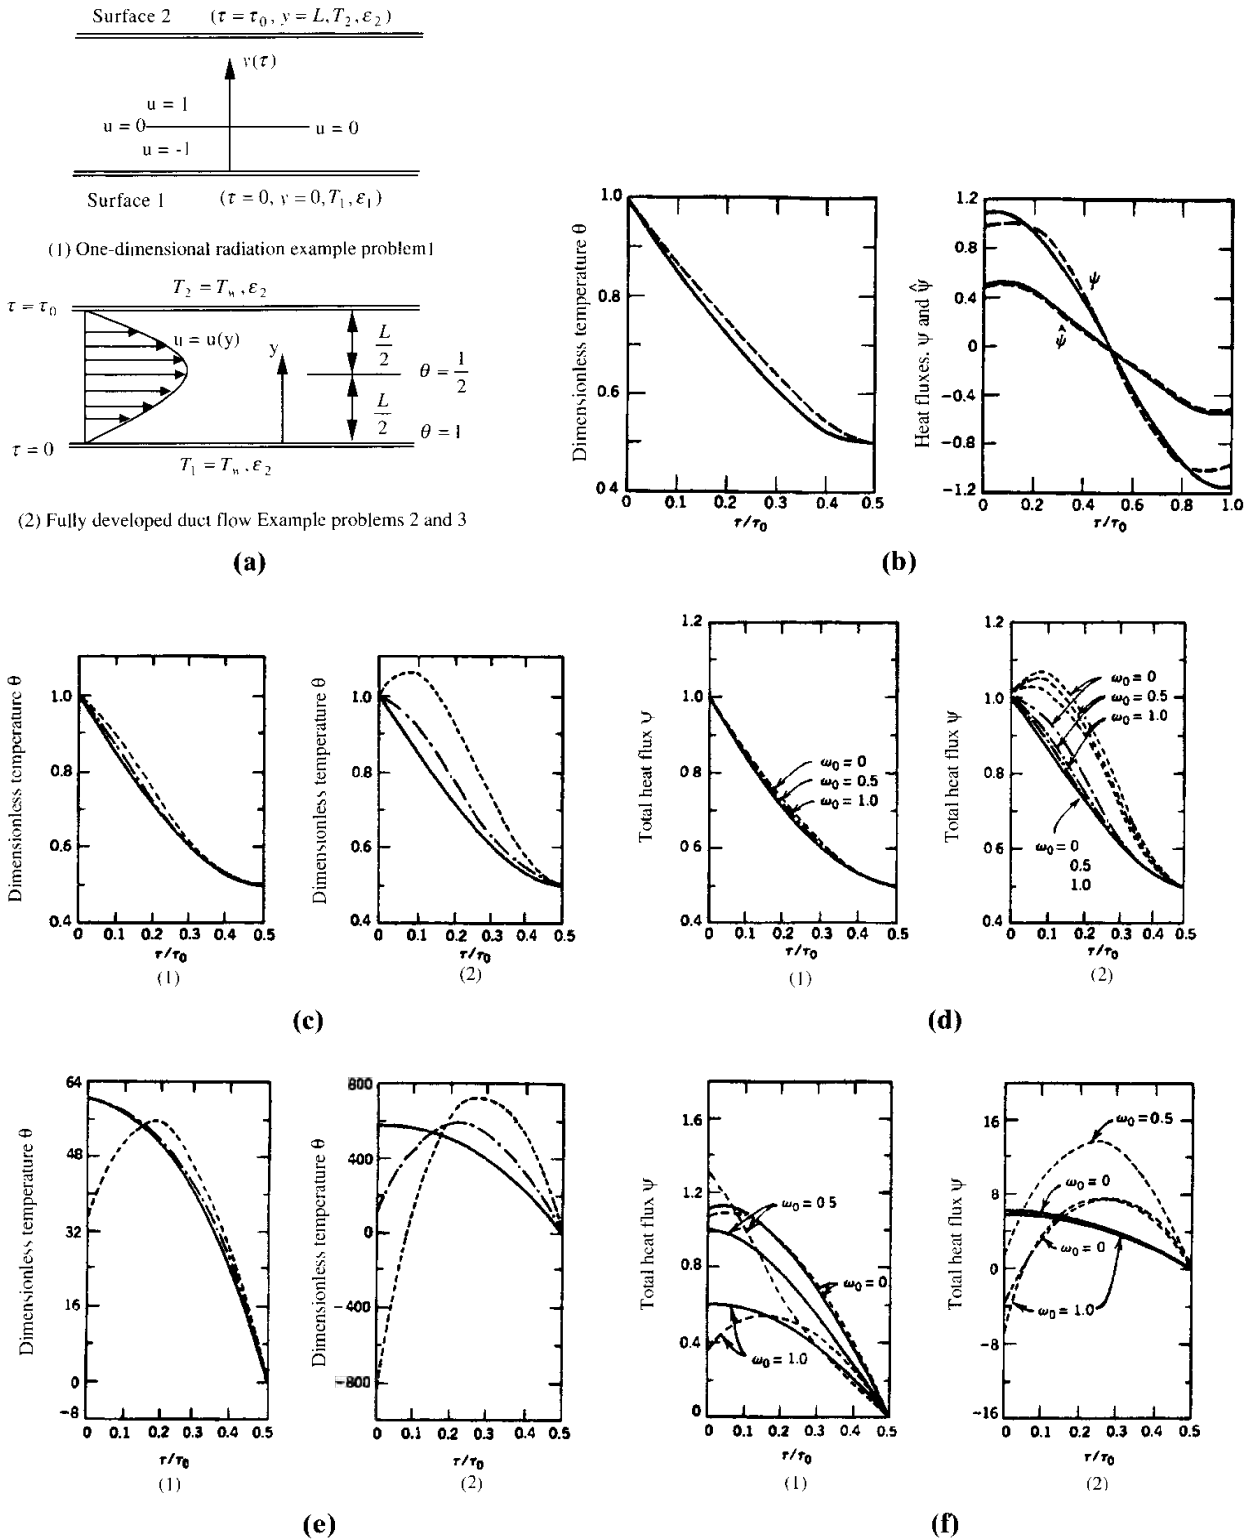 Surface 2 (τ = τ₀, y = L, T₂, ε₂)
y(τ)
u = 1
u = 0
u = 0
u = -1
Surface 1 (τ = 0, y = 0, T₁, ε₁)
(1) One-dimensional radiation example problem1
T₂ = T_w, ε₂
τ = τ₀
u = u(y)
y
L/2
θ = 1/2
L/2
θ = 1
τ = 0
T₁ = T_w, ε₂
(2) Fully developed duct flow Example problems 2 and 3
(a)
Dimensionless temperature θ
1.0
0.8
0.6
0.4
0 0.1 0.2 0.3 0.4 0.5
τ/τ₀
Heat fluxes, ψ and ψ̂
1.2
0.8
0.4
0
-0.4
-0.8
-1.2
ψ
ψ̂
0 0.2 0.4 0.6 0.8 1.0
τ/τ₀
(b)
Dimensionless temperature θ
1.0
0.8
0.6
0.4
0 0.1 0.2 0.3 0.4 0.5
τ/τ₀
(1)
Dimensionless temperature θ
1.0
0.8
0.6
0.4
0 0.1 0.2 0.3 0.4 0.5
τ/τ₀
(2)
(c)
Total heat flux ψ
1.2
1.0
0.8
0.6
0.4
ω₀ = 0
ω₀ = 0.5
ω₀ = 1.0
0 0.1 0.2 0.3 0.4 0.5
τ/τ₀
(1)
Total heat flux ψ
1.2
1.0
0.8
0.6
0.4
ω₀ = 0
ω₀ = 0.5
ω₀ = 1.0
ω₀ = 0
0.5
1.0
0 0.1 0.2 0.3 0.4 0.5
τ/τ₀
(2)
(d)
Dimensionless temperature θ
64
48
32
16
0
-8
0 0.1 0.2 0.3 0.4 0.5
τ/τ₀
(1)
Dimensionless temperature θ
800
400
0
-400
-800
0 0.1 0.2 0.3 0.4 0.5
τ/τ₀
(2)
(e)
Total heat flux ψ
1.6
1.2
0.8
0.4
0
ω₀ = 0.5
ω₀ = 0
ω₀ = 1.0
0 0.1 0.2 0.3 0.4 0.5
τ/τ₀
(1)
Total heat flux ψ
16
8
0
-8
-16
ω₀ = 0.5
ω₀ = 0
ω₀ = 0
ω₀ = 1.0
0 0.1 0.2 0.3 0.4 0.5
τ/τ₀
(2)
(f)